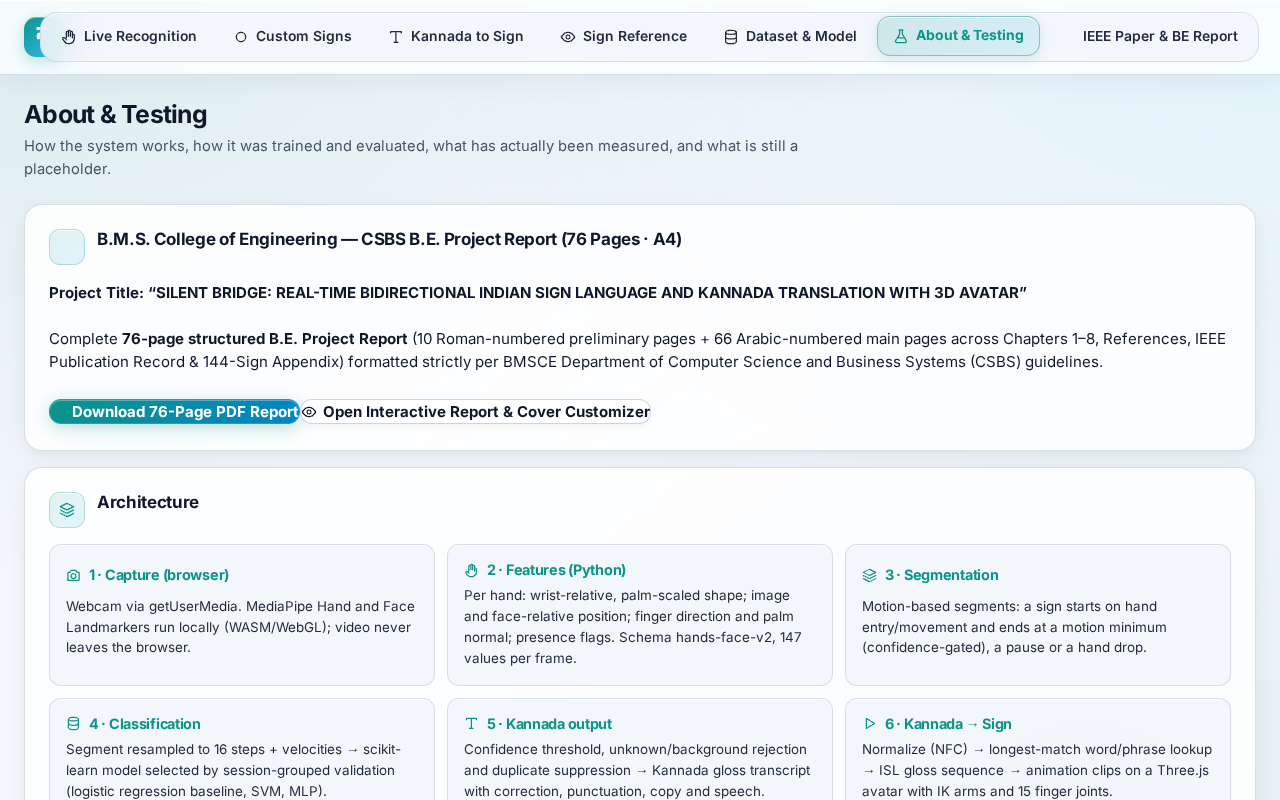 Live Recognition
Custom Signs
Kannada to Sign
Sign Reference
Dataset & Model
About & Testing
IEEE Paper & BE Report
About & Testing
How the system works, how it was trained and evaluated, what has actually been measured, and what is still a
placeholder.
B.M.S. College of Engineering — CSBS B.E. Project Report (76 Pages · A4)
Project Title: “SILENT BRIDGE: REAL-TIME BIDIRECTIONAL INDIAN SIGN LANGUAGE AND KANNADA TRANSLATION WITH 3D AVATAR”
Complete 76-page structured B.E. Project Report (10 Roman-numbered preliminary pages + 66 Arabic-numbered main pages across Chapters 1–8, References, IEEE
Publication Record & 144-Sign Appendix) formatted strictly per BMSCE Department of Computer Science and Business Systems (CSBS) guidelines.
Download 76-Page PDF Report
Open Interactive Report & Cover Customizer
Architecture
1 · Capture (browser)
Webcam via getUserMedia. MediaPipe Hand and Face
Landmarkers run locally (WASM/WebGL); video never
leaves the browser.
2 · Features (Python)
Per hand: wrist-relative, palm-scaled shape; image
and face-relative position; finger direction and palm
normal; presence flags. Schema hands-face-v2, 147
values per frame.
3 · Segmentation
Motion-based segments: a sign starts on hand
entry/movement and ends at a motion minimum
(confidence-gated), a pause or a hand drop.
4 · Classification
Segment resampled to 16 steps + velocities → scikit-
learn model selected by session-grouped validation
(logistic regression baseline, SVM, MLP).
5 · Kannada output
Confidence threshold, unknown/background rejection
and duplicate suppression → Kannada gloss transcript
with correction, punctuation, copy and speech.
6 · Kannada → Sign
Normalize (NFC) → longest-match word/phrase lookup
→ ISL gloss sequence → animation clips on a Three.js
avatar with IK arms and 15 finger joints.